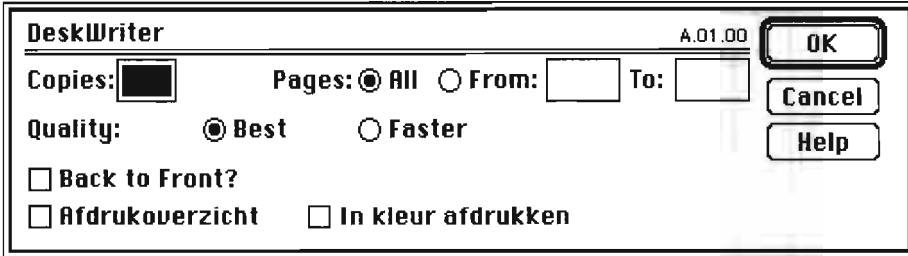 DeskWriter A.01.00 OK
Copies: Pages: All From: To:
Cancel
Quality: Best Faster
Help
Back to Front?
Afdrukoverzicht In kleur afdrukken